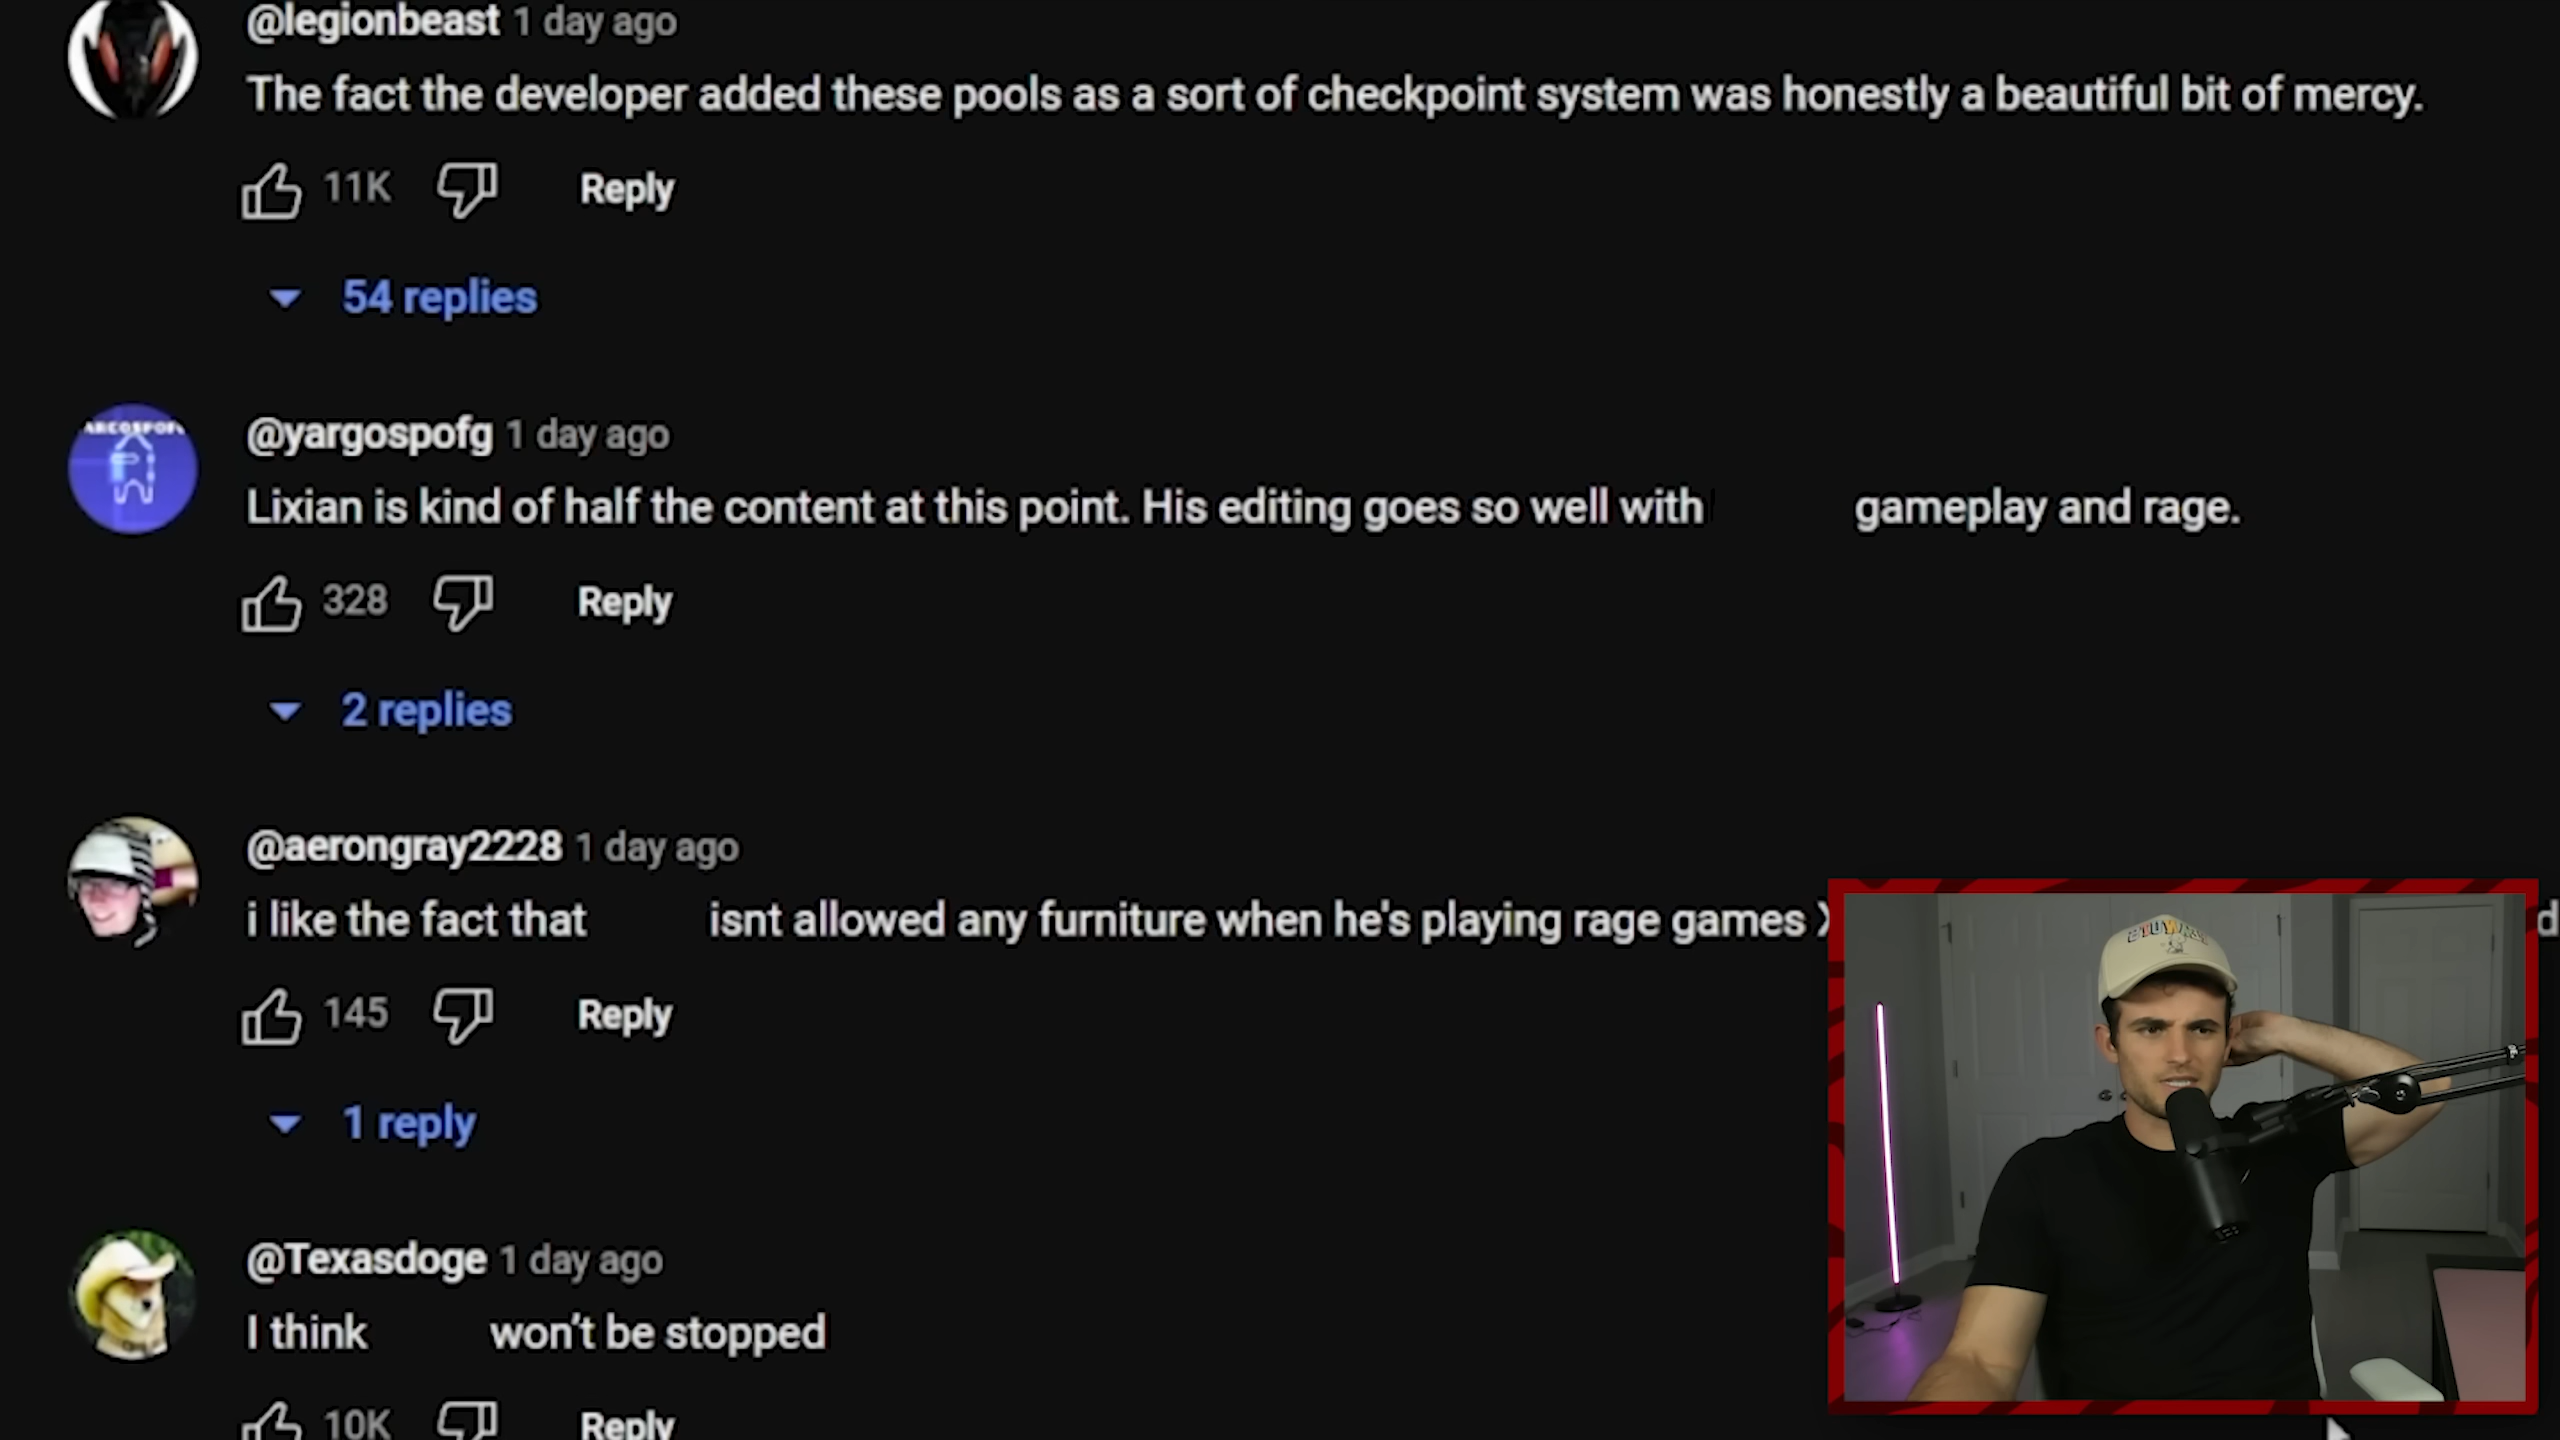 @legionbeast 1 day ago
The fact the developer added these pools as a sort of checkpoint system was honestly a beautiful bit of mercy.
11K Reply
54 replies
@yargospofg 1 day ago
Lixian is kind of half the content at this point. His editing goes so well with gameplay and rage.
328 Reply
2 replies
@aerongray2228 1 day ago
i like the fact that isnt allowed any furniture when he's playing rage games
145 Reply
1 reply
@Texasdoge 1 day ago
I think won't be stopped
10K Reply